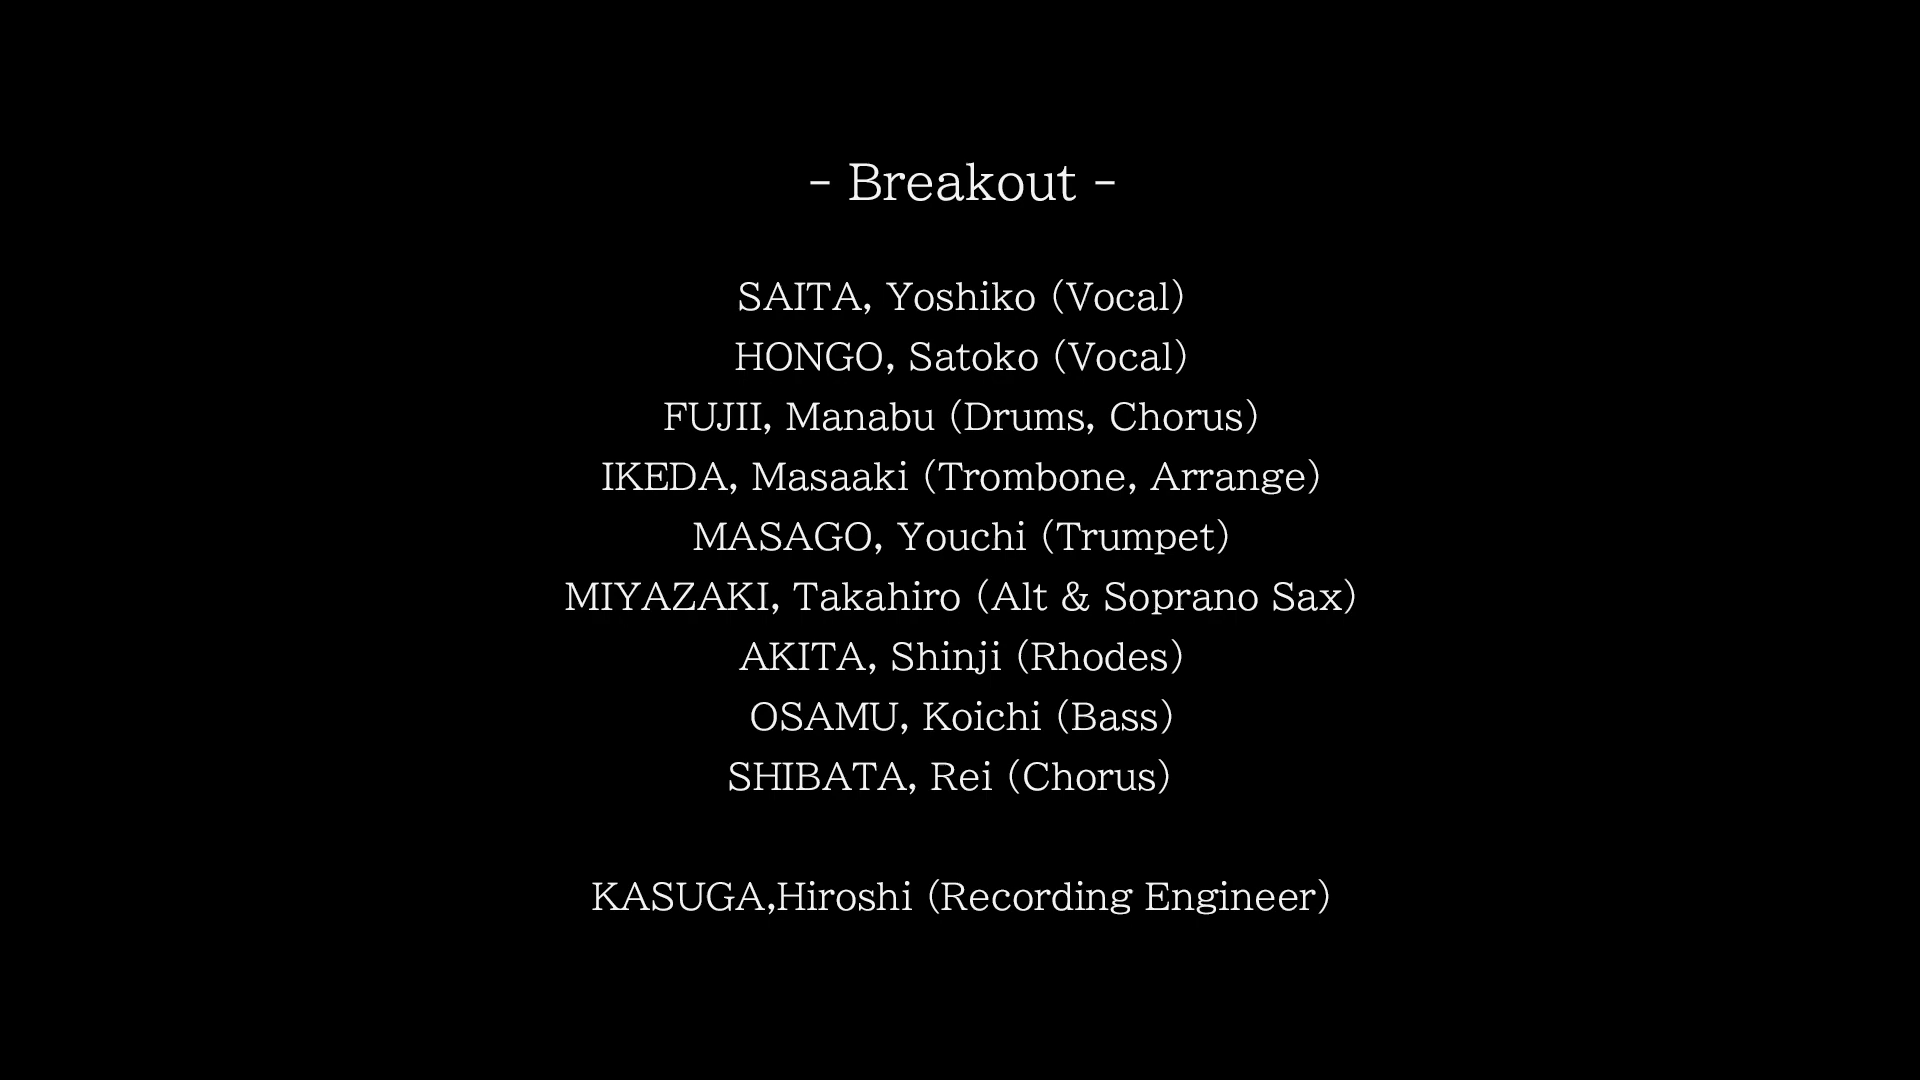 - Breakout -
SAITA, Yoshiko (Vocal)
HONGO, Satoko (Vocal)
FUJII, Manabu (Drums, Chorus)
IKEDA, Masaaki (Trombone, Arrange)
MASAGO, Youchi (Trumpet)
MIYAZAKI, Takahiro (Alt & Soprano Sax)
AKITA, Shinji (Rhodes)
OSAMU, Koichi (Bass)
SHIBATA, Rei (Chorus)
KASUGA,Hiroshi (Recording Engineer)